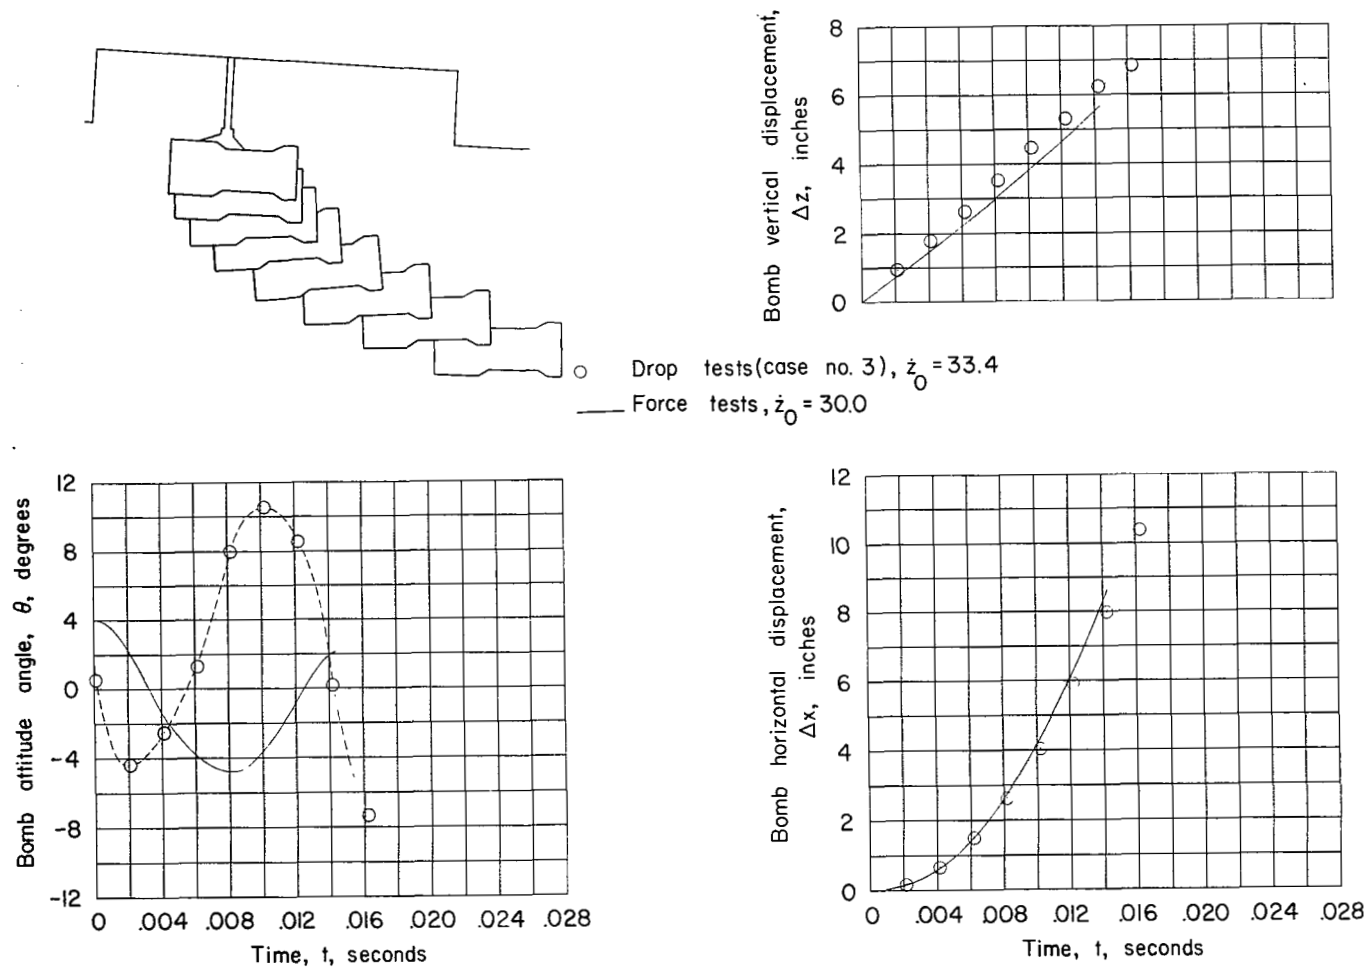 Bomb vertical displacement,
Δz, inches
8
6
4
2
0
Drop tests(case no. 3), ż0 = 33.4
Force tests, ż0 = 30.0
Bomb attitude angle, θ, degrees
12
8
4
0
-4
-8
-12
0 .004 .008 .012 .016 .020 .024 .028
Time, t, seconds
Bomb horizontal displacement,
Δx, inches
12
10
8
6
4
2
0
0 .004 .008 .012 .016 .020 .024 .028
Time, t, seconds